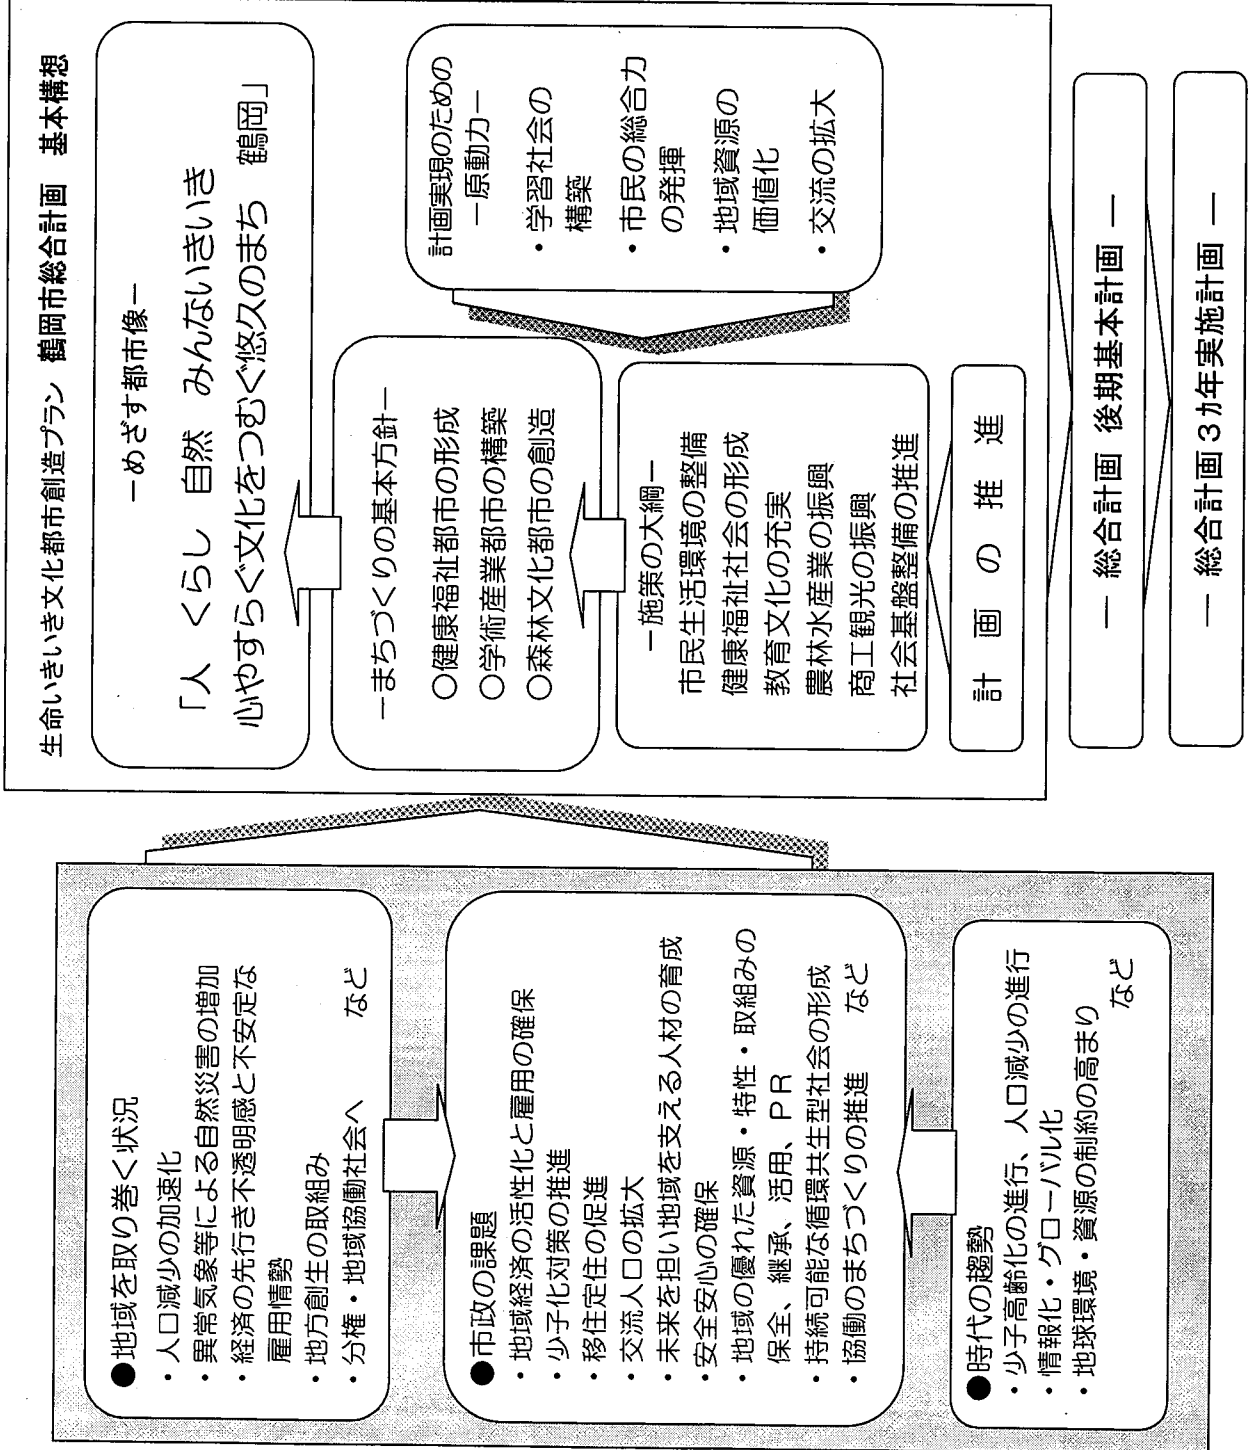 生命いきいき文化都市創造プラン 鶴岡市総合計画 基本構想
●地域を取り巻く状況
・人口減少の加速化
・異常気象等による自然災害の増加
・経済の先行き不透明感と不安定な
雇用情勢
・地方創生の取組み
・分権・地域協働社会へ など
●市政の課題
・地域経済の活性化と雇用の確保
・少子化対策の推進
・移住定住の促進
・交流人口の拡大
・未来を担い地域を支える人材の育成
・安全安心の確保
・地域の優れた資源・特性・取組みの
保全、継承、活用、PR
・持続可能な循環共生型社会の形成
・協働のまちづくりの推進 など
●時代の趨勢
・少子高齢化の進行、人口減少の進行
・情報化・グローバル化
・地球環境・資源の制約の高まり
など
―めざす都市像―
「人 くらし 自然 みんないきいき
心やすらぐ文化をつむぐ悠久のまち 鶴岡」
―まちづくりの基本方針―
○健康福祉都市の形成
○学術産業都市の構築
○森林文化都市の創造
―施策の大綱―
市民生活環境の整備
健康福祉社会の形成
教育文化の充実
農林水産業の振興
商工観光の振興
社会基盤整備の推進
計画の推進
計画実現のための
―原動力―
・学習社会の
構築
・市民の総合力
の発揮
・地域資源の
価値化
・交流の拡大
― 総合計画 後期基本計画 ―
― 総合計画3カ年実施計画 ―